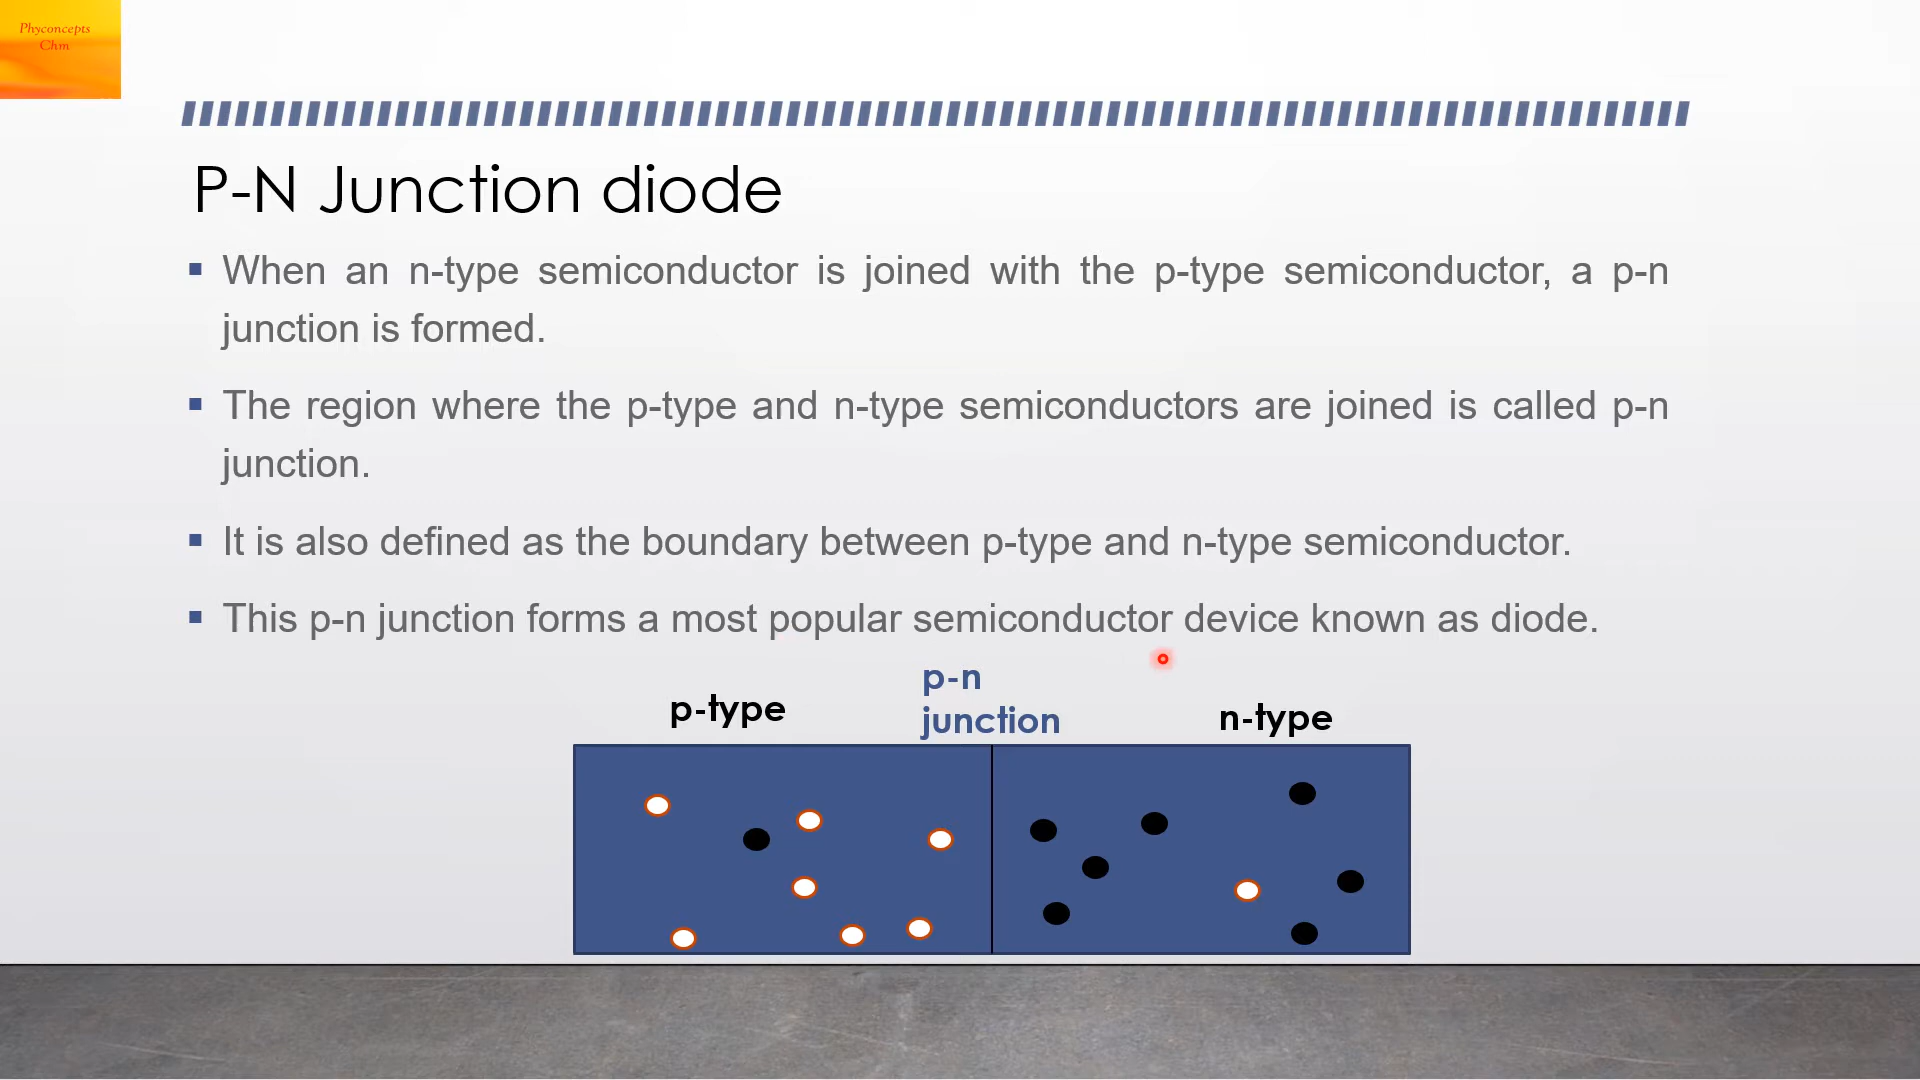 Phyconcepts
Chm
P-N Junction diode
When an n-type semiconductor is joined with the p-type semiconductor, a p-n
junction is formed.
The region where the p-type and n-type semiconductors are joined is called p-n
junction.
It is also defined as the boundary between p-type and n-type semiconductor.
This p-n junction forms a most popular semiconductor device known as diode.
p-type
p-n
junction
n-type